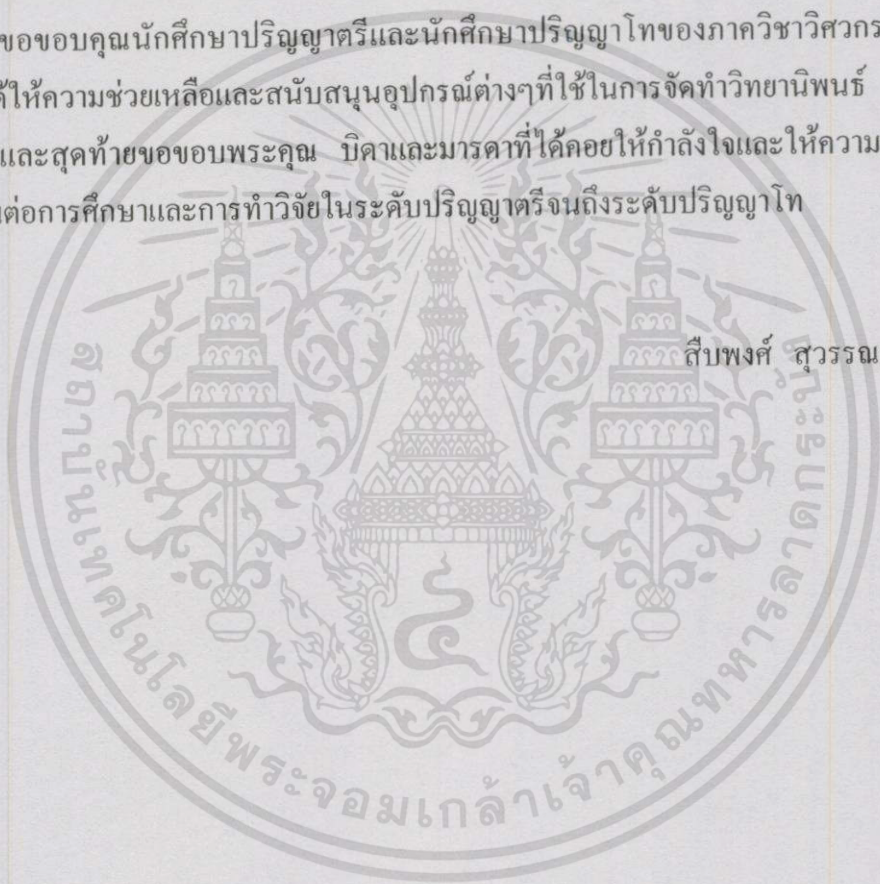 ขอขอบคุณนักศึกษาปริญญาตรีและนักศึกษาปริญญาโทของภาควิชาวิศวกร
ให้ความช่วยเหลือและสนับสนุนอุปกรณ์ต่างๆที่ใช้ในการจัดทำวิทยานิพนธ์
และสุดท้ายขอขอบพระคุณ บิดาและมารดาที่ได้คอยให้กำลังใจและให้ความ
ต่อการศึกษาและการทำวิจัยในระดับปริญญาตรีจนถึงระดับปริญญาโท
สืบพงศ์ สุวรรณ
สถาบันเทคโนโลยีพระจอมเกล้าเจ้าคุณทหารลาดกระบัง
๔